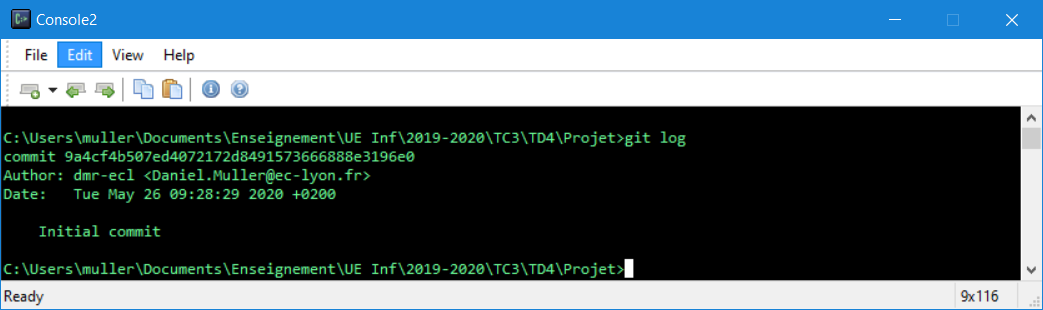 Console2
File Edit View Help
C:\Users\muller\Documents\Enseignement\UE Inf\2019-2020\TC3\TD4\Projet>git log
commit 9a4cf4b507ed4072172d8491573666888e3196e0
Author: dmr-ecl <Daniel.Muller@ec-lyon.fr>
Date:   Tue May 26 09:28:29 2020 +0200
    Initial commit
C:\Users\muller\Documents\Enseignement\UE Inf\2019-2020\TC3\TD4\Projet>
Ready 9x116